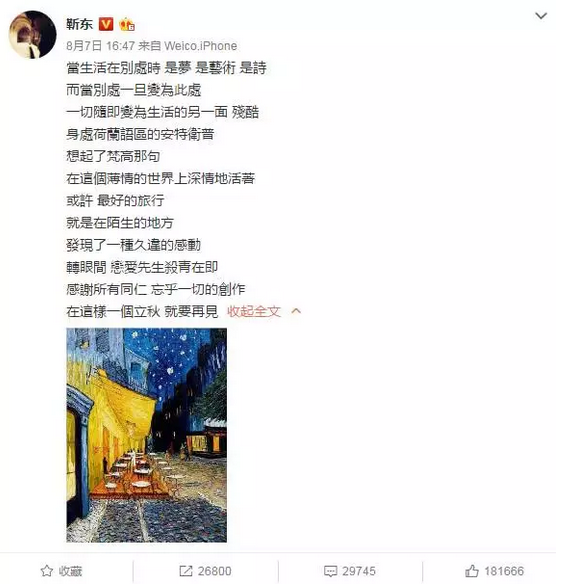 靳东
8月7日 16:47 来自 Weico.iPhone
當生活在別處時 是夢 是藝術 是詩
而當別處一旦變為此處
一切隨即變為生活的另一面 殘酷
身處荷蘭語區的安特衛普
想起了梵高那句
在這個薄情的世界上深情地活著
或許 最好的旅行
就是在陌生的地方
發現了一種久違的感動
轉眼間 戀愛先生殺青在即
感謝所有同仁 忘乎一切的創作
在這樣一個立秋 就要再見 收起全文
收藏
26800
29745
181666